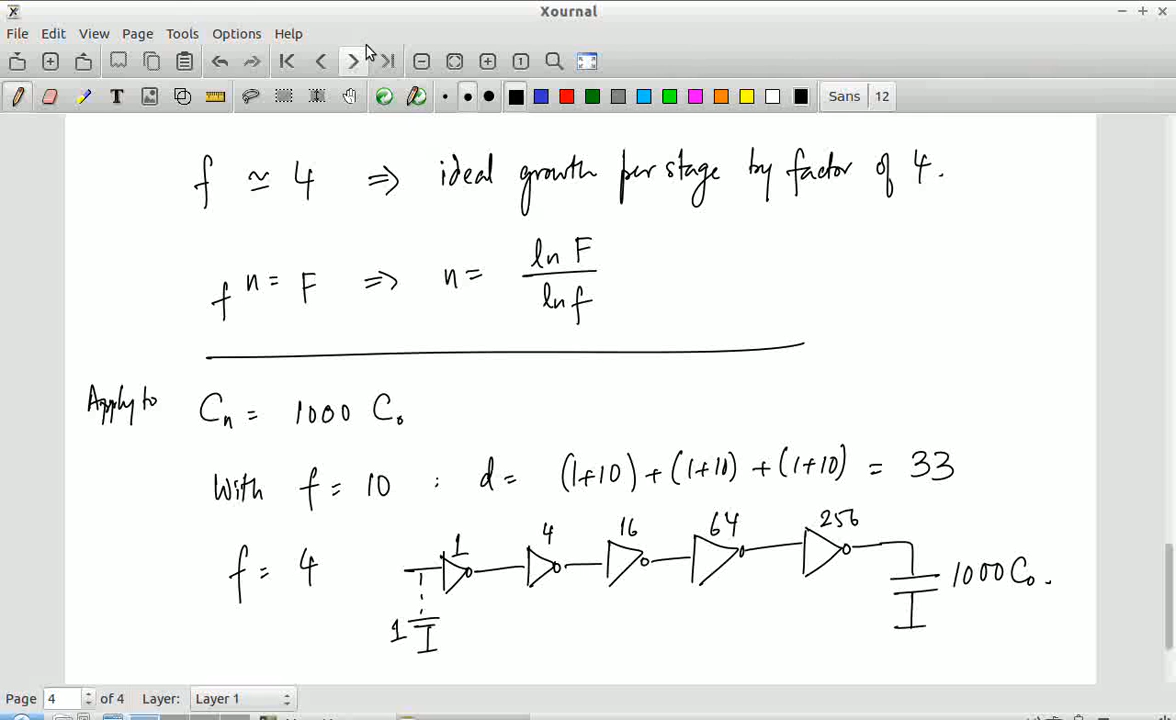 Xournal
File Edit View Page Tools Options Help
Sans 12
f ≃ 4 ⇒ ideal growth per stage by factor of 4.
f^n = F ⇒ n = ln F / ln f
Apply to C_n = 1000 C_0
With f = 10 : d = (1+10) + (1+10) + (1+10) = 33
f = 4
1 4 16 64 256
1000 C_0.
1
Page 4 of 4 Layer: Layer 1